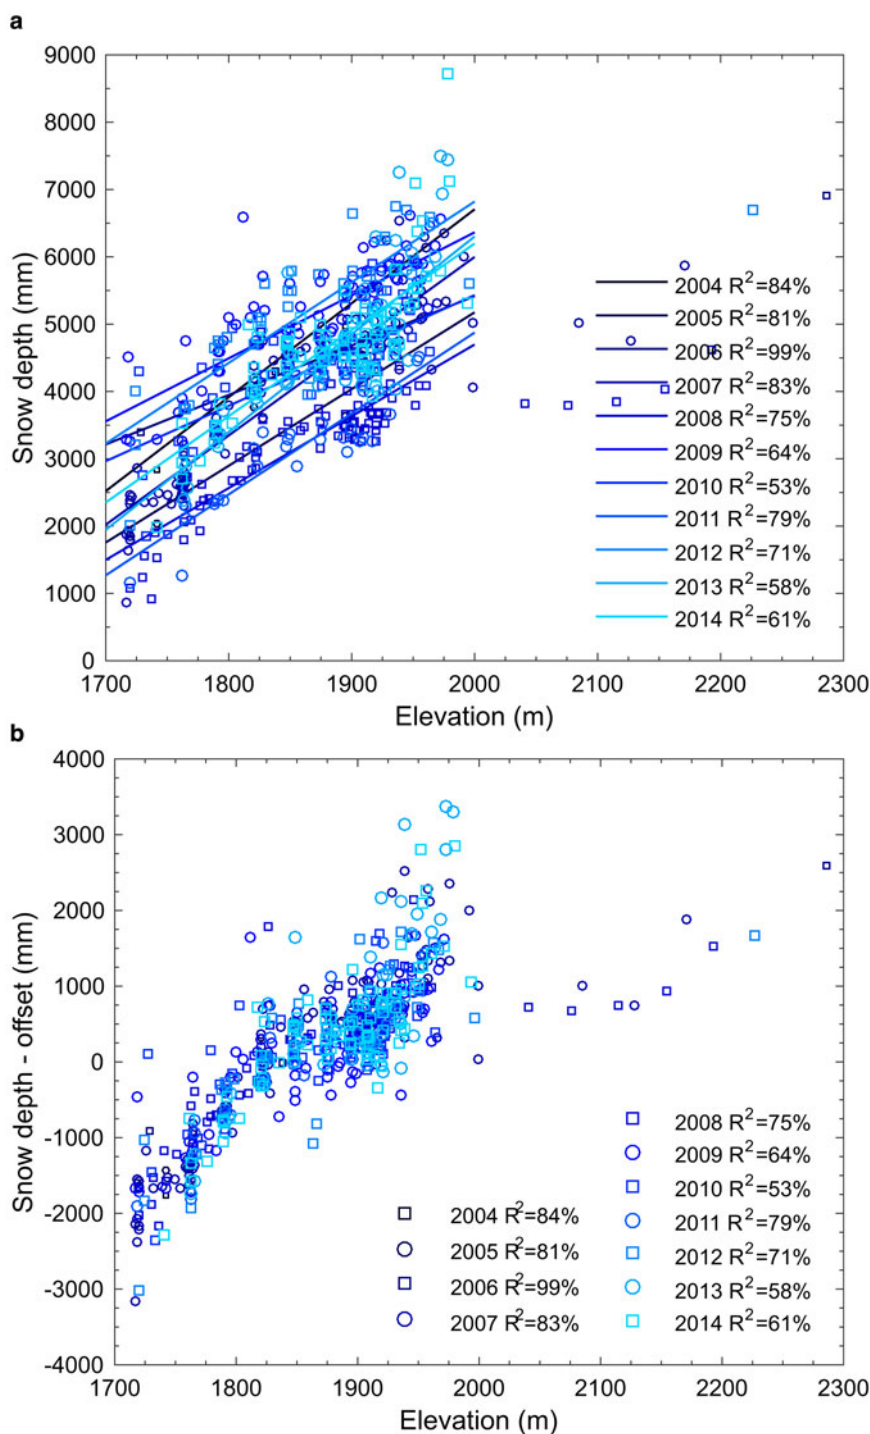 a
9000
8000
7000
6000
5000
4000
3000
2000
1000
0
Snow depth (mm)
2004 R2=84%
2005 R2=81%
2006 R2=99%
2007 R2=83%
2008 R2=75%
2009 R2=64%
2010 R2=53%
2011 R2=79%
2012 R2=71%
2013 R2=58%
2014 R2=61%
1700 1800 1900 2000 2100 2200 2300
Elevation (m)
b
4000
3000
2000
1000
0
-1000
-2000
-3000
-4000
Snow depth - offset (mm)
2004 R2=84%
2005 R2=81%
2006 R2=99%
2007 R2=83%
2008 R2=75%
2009 R2=64%
2010 R2=53%
2011 R2=79%
2012 R2=71%
2013 R2=58%
2014 R2=61%
1700 1800 1900 2000 2100 2200 2300
Elevation (m)